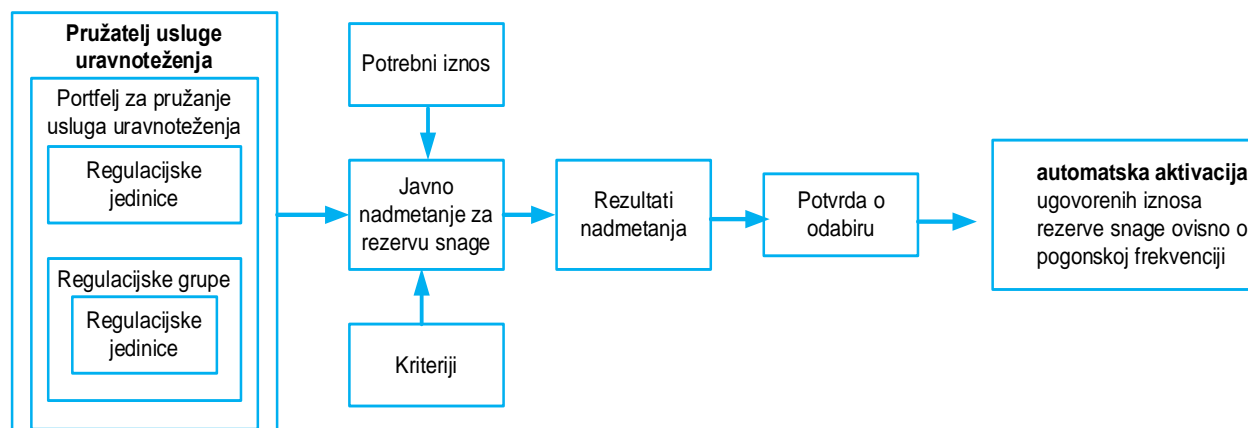 Pružatelj usluge
uravnoteženja
Portfelj za pružanje
usluga uravnoteženja
Regulacijske
jedinice
Regulacijske grupe
Regulacijske
jedinice
Potrebni iznos
Javno
nadmetanje za
rezervu snage
Kriteriji
Rezultati
nadmetanja
Potvrda o
odabiru
automatska aktivacija
ugovorenih iznosa
rezerve snage ovisno o
pogonskoj frekvenciji